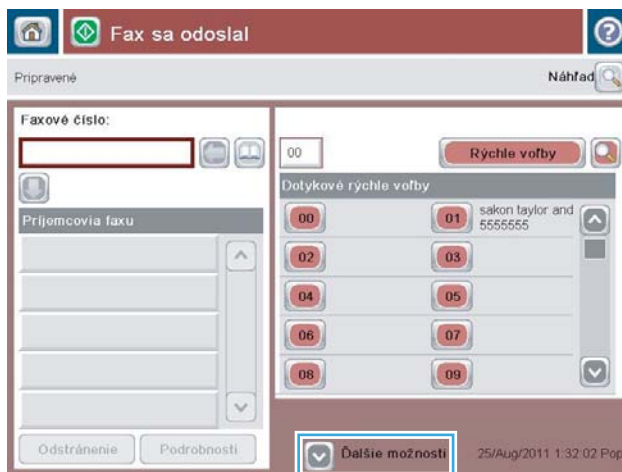 Fax sa odoslal
Pripravené
Náhľad
Faxové číslo:
00
Rýchle voľby
Dotykové rýchle voľby
Príjemcovia faxu
00
01 sakon taylor and
5555555
02
03
04
05
06
07
08
09
Odstránenie
Podrobnosti
Ďalšie možnosti
25/Aug/2011 1:32:02 Pop